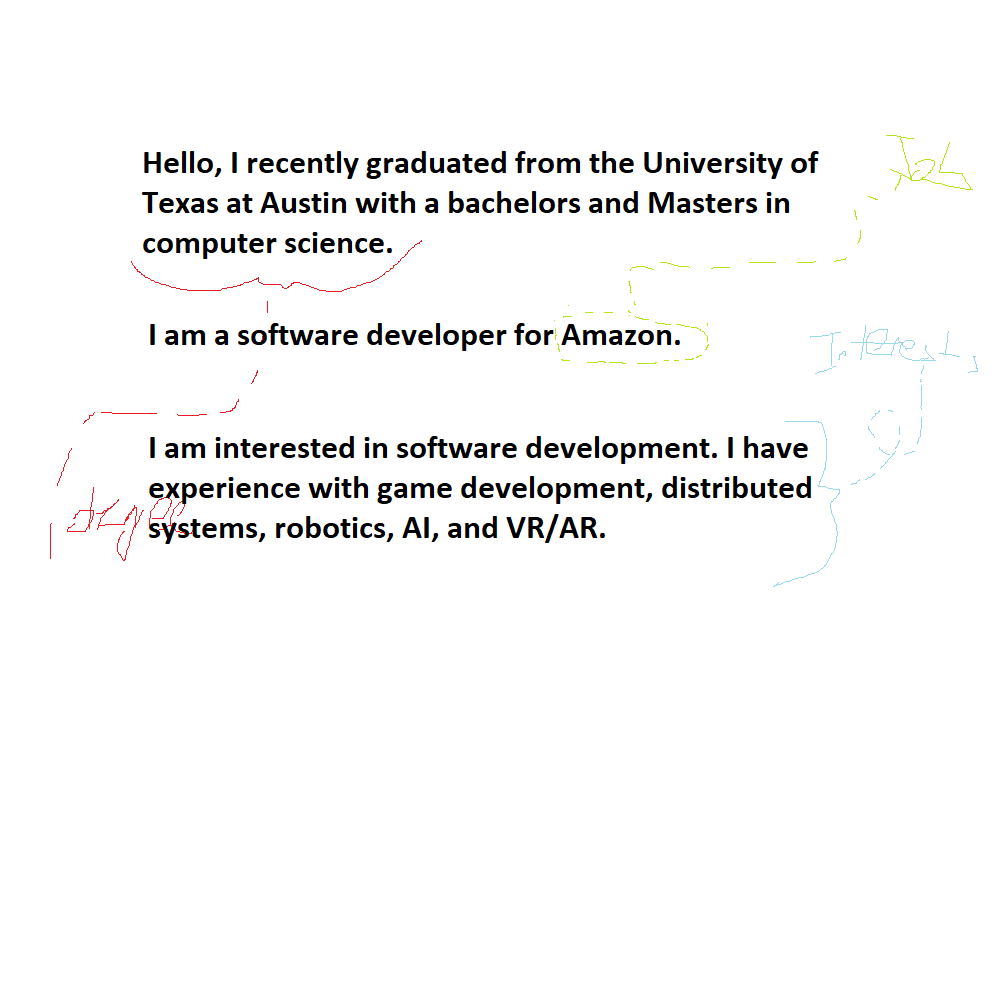 Job
Hello, I recently graduated from the University of
Texas at Austin with a bachelors and Masters in
computer science.
I am a software developer for Amazon.
Interests
I am interested in software development. I have
experience with game development, distributed
systems, robotics, AI, and VR/AR.
degree